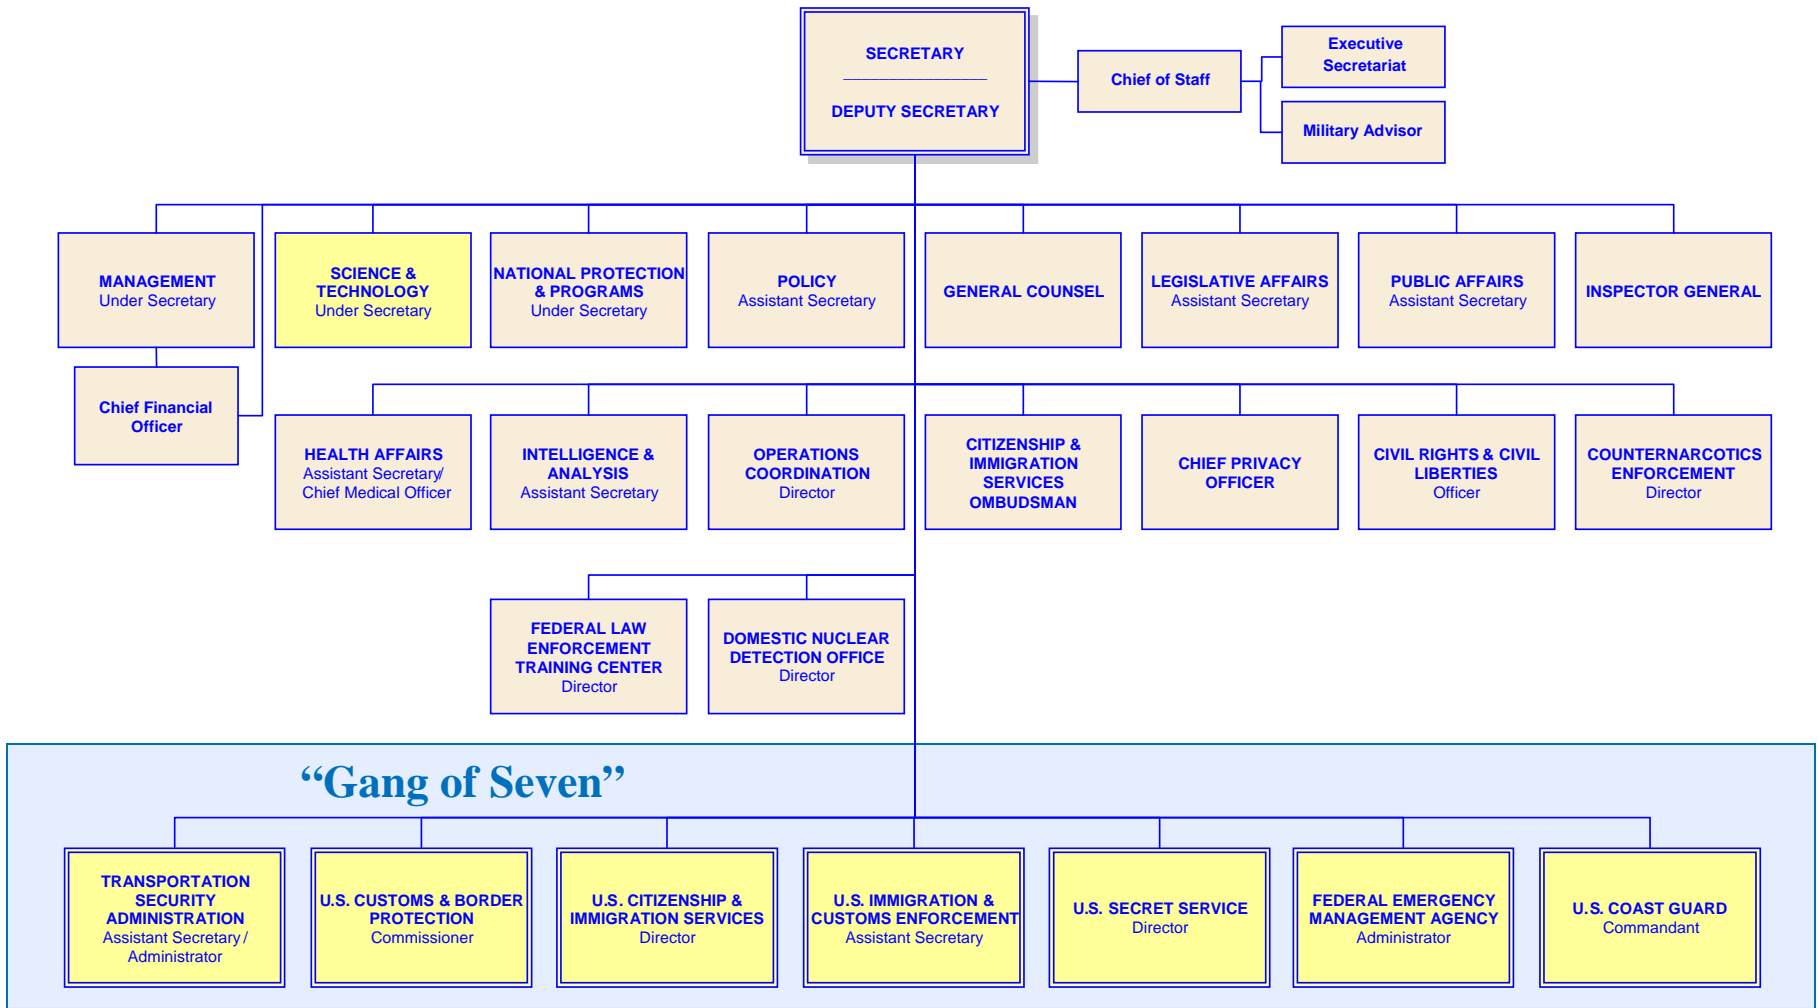 SECRETARY
DEPUTY SECRETARY
Chief of Staff
Executive
Secretariat
Military Advisor
MANAGEMENT
Under Secretary
SCIENCE &
TECHNOLOGY
Under Secretary
NATIONAL PROTECTION
& PROGRAMS
Under Secretary
POLICY
Assistant Secretary
GENERAL COUNSEL
LEGISLATIVE AFFAIRS
Assistant Secretary
PUBLIC AFFAIRS
Assistant Secretary
INSPECTOR GENERAL
Chief Financial
Officer
HEALTH AFFAIRS
Assistant Secretary/
Chief Medical Officer
INTELLIGENCE &
ANALYSIS
Assistant Secretary
OPERATIONS
COORDINATION
Director
CITIZENSHIP &
IMMIGRATION
SERVICES
OMBUDSMAN
CHIEF PRIVACY
OFFICER
CIVIL RIGHTS & CIVIL
LIBERTIES
Officer
COUNTERNARCOTICS
ENFORCEMENT
Director
FEDERAL LAW
ENFORCEMENT
TRAINING CENTER
Director
DOMESTIC NUCLEAR
DETECTION OFFICE
Director
“Gang of Seven”
TRANSPORTATION
SECURITY
ADMINISTRATION
Assistant Secretary /
Administrator
U.S. CUSTOMS & BORDER
PROTECTION
Commissioner
U.S. CITIZENSHIP &
IMMIGRATION SERVICES
Director
U.S. IMMIGRATION &
CUSTOMS ENFORCEMENT
Assistant Secretary
U.S. SECRET SERVICE
Director
FEDERAL EMERGENCY
MANAGEMENT AGENCY
Administrator
U.S. COAST GUARD
Commandant